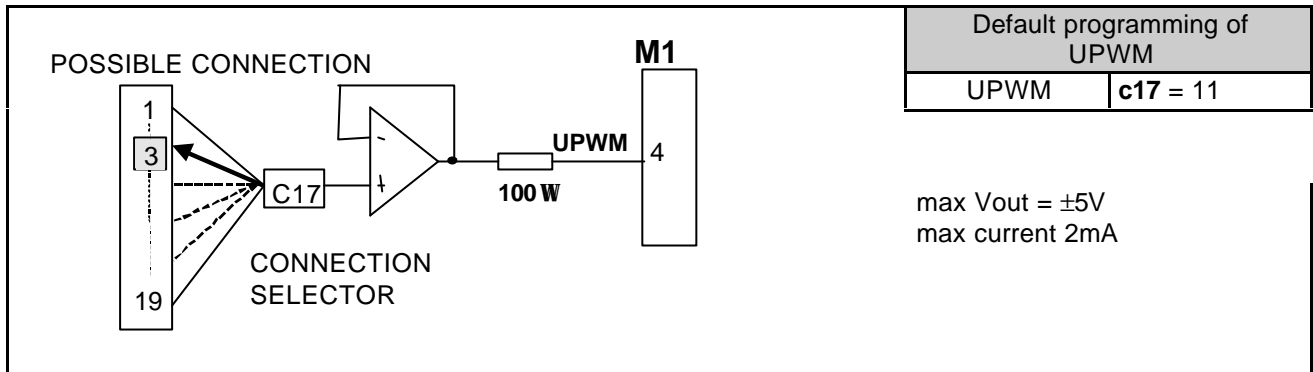 POSSIBLE CONNECTION
1
3
19
C17
CONNECTION
SELECTOR
-
+
100 W
UPWM
M1
4
Default programming of
UPWM
UPWM c17 = 11
max Vout = ±5V
max current 2mA